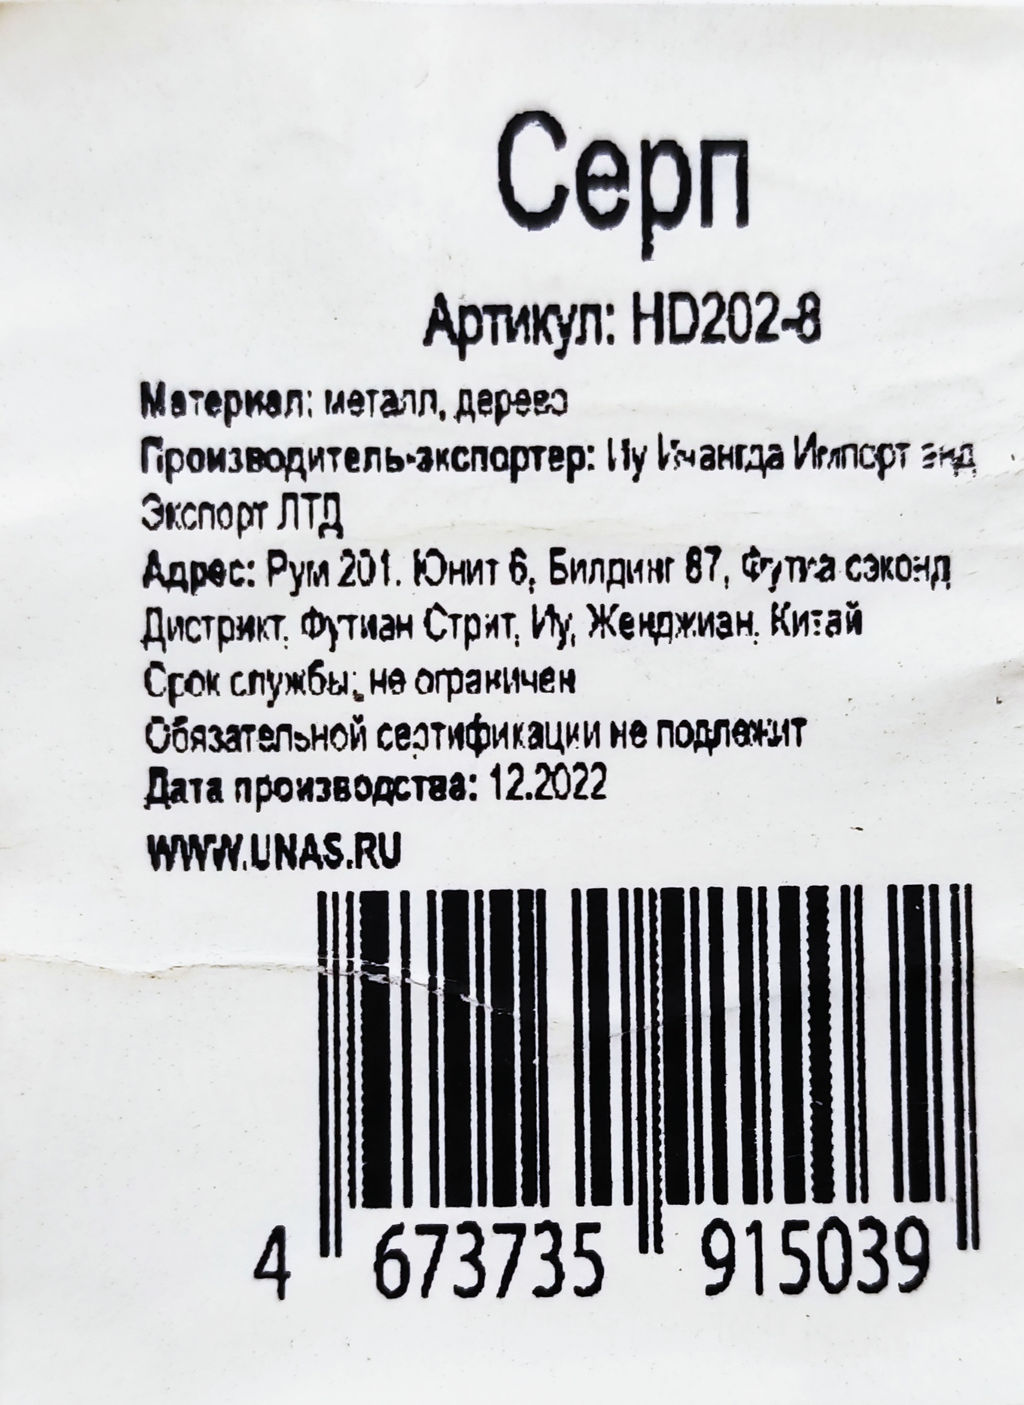 Серп
Артикул: HD202-8
Материал: металл, дерево
Производитель-экспортер: Иу Импорт энд
Экспорт ЛТД
Адрес: Рум 201. Юнит 6, Билдинг 87, сэконд
Дистрикт. Футиан Стрит, Иу, Женджиан. Китай
Срок службы: не ограничен
Обязательной сертификации не подлежит
Дата производства: 12.2022
WWW.UNAS.RU
4 673735 915039